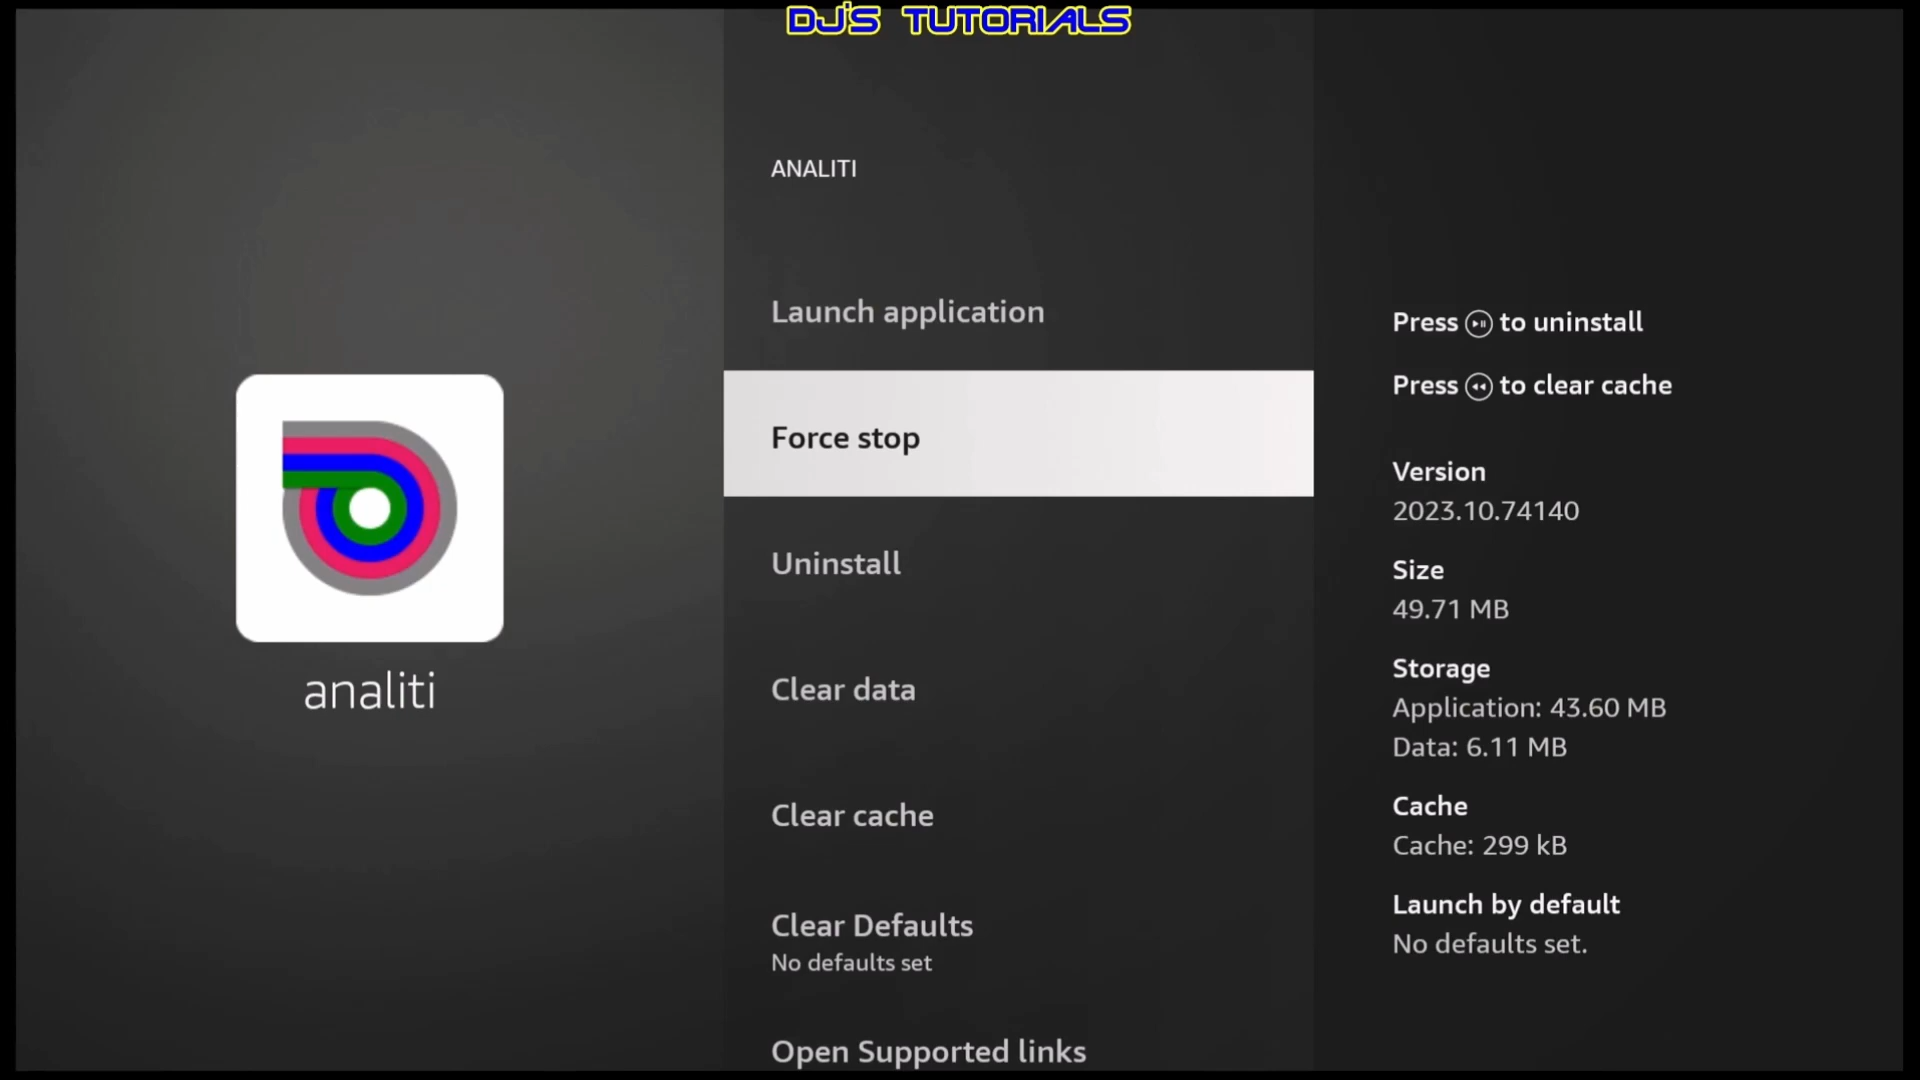 DJ'S TUTORIALS
ANALITI
Launch application
Force stop
Uninstall
Clear data
Clear cache
Clear Defaults
No defaults set
Open Supported links
analiti
Press to uninstall
Press to clear cache
Version
2023.10.74140
Size
49.71 MB
Storage
Application: 43.60 MB
Data: 6.11 MB
Cache
Cache: 299 kB
Launch by default
No defaults set.